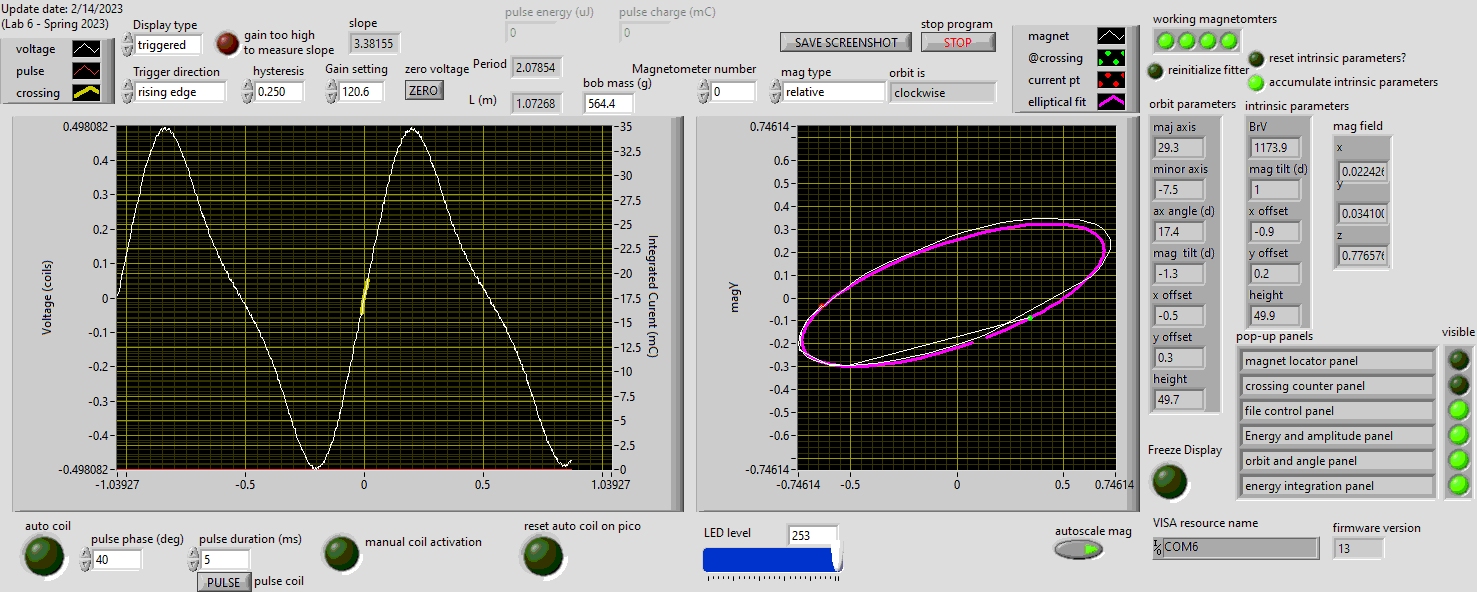 Update date: 2/14/2023
(Lab 6 - Spring 2023)
voltage
pulse
crossing
Display type
triggered
gain too high
to measure slope
slope
3.38155
Trigger direction
rising edge
hysteresis
0.250
Gain setting
120.6
zero voltage
ZERO
pulse energy (uJ)
0
pulse charge (mC)
0
Period
2.07854
L (m)
1.07268
bob mass (g)
564.4
Magnetometer number
0
SAVE SCREENSHOT
stop program
STOP
mag type
relative
orbit is
clockwise
magnet
@crossing
current pt
elliptical fit
working magnetomters
reinitialize fitter
reset intrinsic parameters?
accumulate intrinsic parameters
Voltage (coils)
0.498082
0.4
0.3
0.2
0.1
0
-0.1
-0.2
-0.3
-0.4
-0.498082
-1.03927
-0.5
0
0.5
1.03927
35
32.5
30
27.5
25
22.5
20
17.5
15
12.5
10
7.5
5
2.5
0
Integrated Curent (mC)
magy
0.74614
0.6
0.5
0.4
0.3
0.2
0.1
0
-0.1
-0.2
-0.3
-0.4
-0.5
-0.6
-0.74614
-0.74614
-0.5
0
0.5
0.74614
orbit parameters
maj axis
29.3
minor axis
-7.5
ax angle (d)
17.4
mag tilt (d)
-1.3
x offset
-0.5
y offset
0.3
height
49.7
intrinsic parameters
BrV
1173.9
mag tilt (d)
1
x offset
-0.9
y offset
0.2
height
49.9
mag field
x
0.022426
y
0.03410
z
0.776576
pop-up panels
visible
magnet locator panel
crossing counter panel
file control panel
Energy and amplitude panel
orbit and angle panel
energy integration panel
Freeze Display
auto coil
pulse phase (deg)
40
pulse duration (ms)
5
PULSE
pulse coil
manual coil activation
reset auto coil on pico
LED level
253
autoscale mag
VISA resource name
COM6
firmware version
13